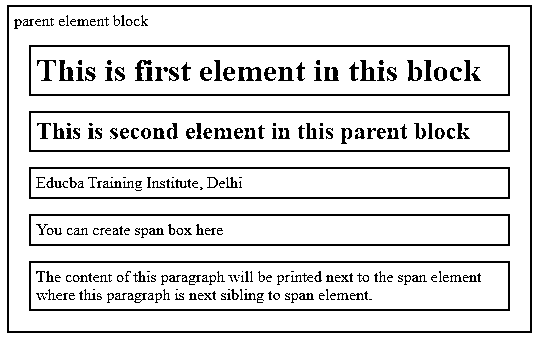 parent element block
This is first element in this block
This is second element in this parent block
Educba Training Institute, Delhi
You can create span box here
The content of this paragraph will be printed next to the span element
where this paragraph is next sibling to span element.